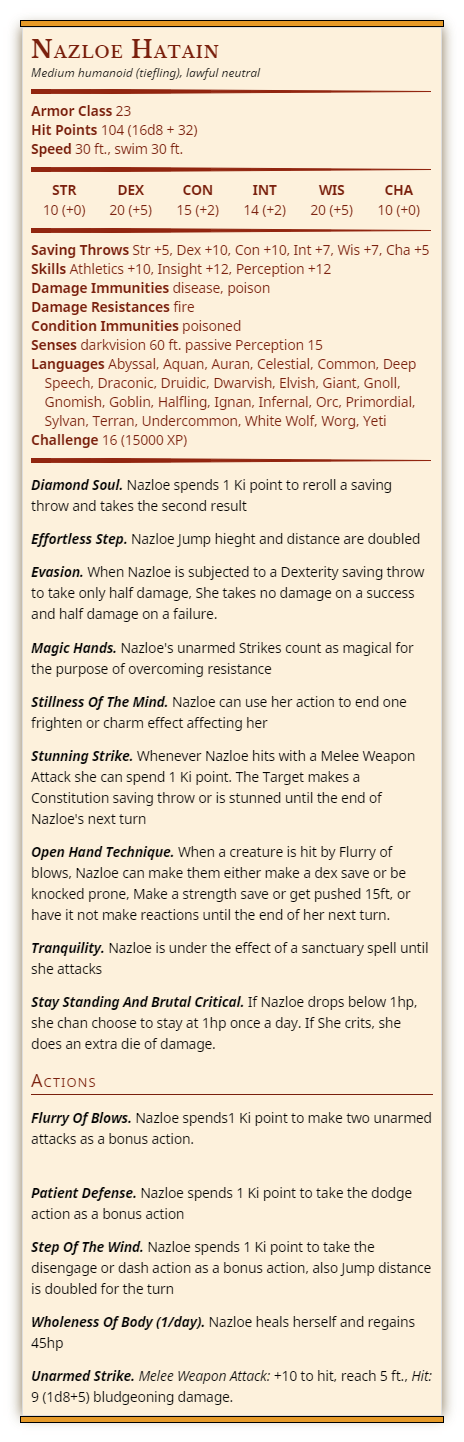 Nazloe Hatain
Medium humanoid (tiefling), lawful neutral
Armor Class 23
Hit Points 104 (16d8 + 32)
Speed 30 ft., swim 30 ft.
STR DEX CON INT WIS CHA
10 (+0) 20 (+5) 15 (+2) 14 (+2) 20 (+5) 10 (+0)
Saving Throws Str +5, Dex +10, Con +10, Int +7, Wis +7, Cha +5
Skills Athletics +10, Insight +12, Perception +12
Damage Immunities disease, poison
Damage Resistances fire
Condition Immunities poisoned
Senses darkvision 60 ft. passive Perception 15
Languages Abyssal, Aquan, Auran, Celestial, Common, Deep
Speech, Draconic, Druidic, Dwarvish, Elvish, Giant, Gnoll,
Gnomish, Goblin, Halfling, Ignan, Infernal, Orc, Primordial,
Sylvan, Terran, Undercommon, White Wolf, Worg, Yeti
Challenge 16 (15000 XP)
Diamond Soul. Nazloe spends 1 Ki point to reroll a saving
throw and takes the second result
Effortless Step. Nazloe Jump hieght and distance are doubled
Evasion. When Nazloe is subjected to a Dexterity saving throw
to take only half damage, She takes no damage on a success
and half damage on a failure.
Magic Hands. Nazloe's unarmed Strikes count as magical for
the purpose of overcoming resistance
Stillness Of The Mind. Nazloe can use her action to end one
frighten or charm effect affecting her
Stunning Strike. Whenever Nazloe hits with a Melee Weapon
Attack she can spend 1 Ki point. The Target makes a
Constitution saving throw or is stunned until the end of
Nazloe's next turn
Open Hand Technique. When a creature is hit by Flurry of
blows, Nazloe can make them either make a dex save or be
knocked prone, Make a strength save or get pushed 15ft, or
have it not make reactions until the end of her next turn.
Tranquility. Nazloe is under the effect of a sanctuary spell until
she attacks
Stay Standing And Brutal Critical. If Nazloe drops below 1hp,
she chan choose to stay at 1hp once a day. If She crits, she
does an extra die of damage.
Actions
Flurry Of Blows. Nazloe spends1 Ki point to make two unarmed
attacks as a bonus action.
Patient Defense. Nazloe spends 1 Ki point to take the dodge
action as a bonus action
Step Of The Wind. Nazloe spends 1 Ki point to take the
disengage or dash action as a bonus action, also Jump distance
is doubled for the turn
Wholeness Of Body (1/day). Nazloe heals herself and regains
45hp
Unarmed Strike. Melee Weapon Attack: +10 to hit, reach 5 ft., Hit:
9 (1d8+5) bludgeoning damage.